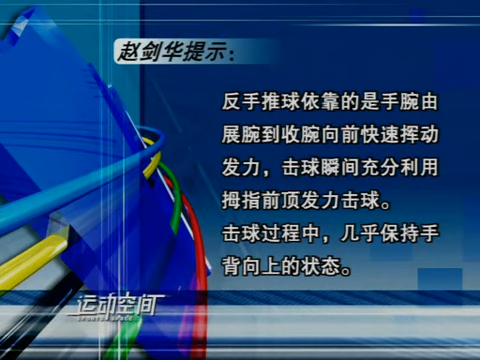 赵剑华提示：
反手推球依靠的是手腕由
展腕到收腕向前快速挥动
发力，击球瞬间充分利用
拇指前顶发力击球。
击球过程中，几乎保持手
背向上的状态。
运动空间
SPORTS SPACE